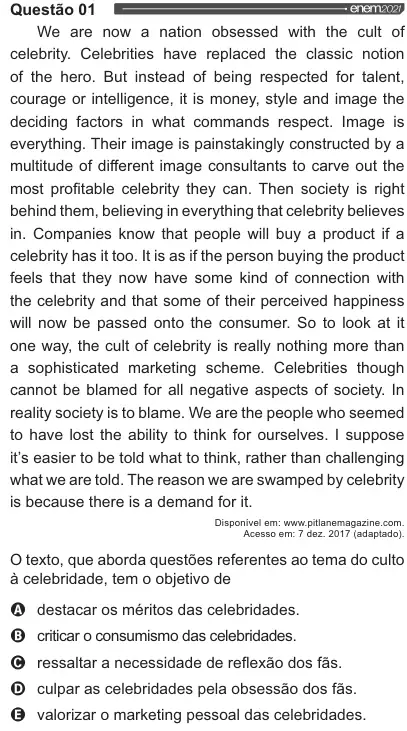 Questão 01 enem2021
We are now a nation obsessed with the cult of
celebrity. Celebrities have replaced the classic notion
of the hero. But instead of being respected for talent,
courage or intelligence, it is money, style and image the
deciding factors in what commands respect. Image is
everything. Their image is painstakingly constructed by a
multitude of different image consultants to carve out the
most profitable celebrity they can. Then society is right
behind them, believing in everything that celebrity believes
in. Companies know that people will buy a product if a
celebrity has it too. It is as if the person buying the product
feels that they now have some kind of connection with
the celebrity and that some of their perceived happiness
will now be passed onto the consumer. So to look at it
one way, the cult of celebrity is really nothing more than
a sophisticated marketing scheme. Celebrities though
cannot be blamed for all negative aspects of society. In
reality society is to blame. We are the people who seemed
to have lost the ability to think for ourselves. I suppose
it’s easier to be told what to think, rather than challenging
what we are told. The reason we are swamped by celebrity
is because there is a demand for it.
Disponível em: www.pitlanemagazine.com.
Acesso em: 7 dez. 2017 (adaptado).
O texto, que aborda questões referentes ao tema do culto
à celebridade, tem o objetivo de
A destacar os méritos das celebridades.
B criticar o consumismo das celebridades.
C ressaltar a necessidade de reflexão dos fãs.
D culpar as celebridades pela obsessão dos fãs.
E valorizar o marketing pessoal das celebridades.